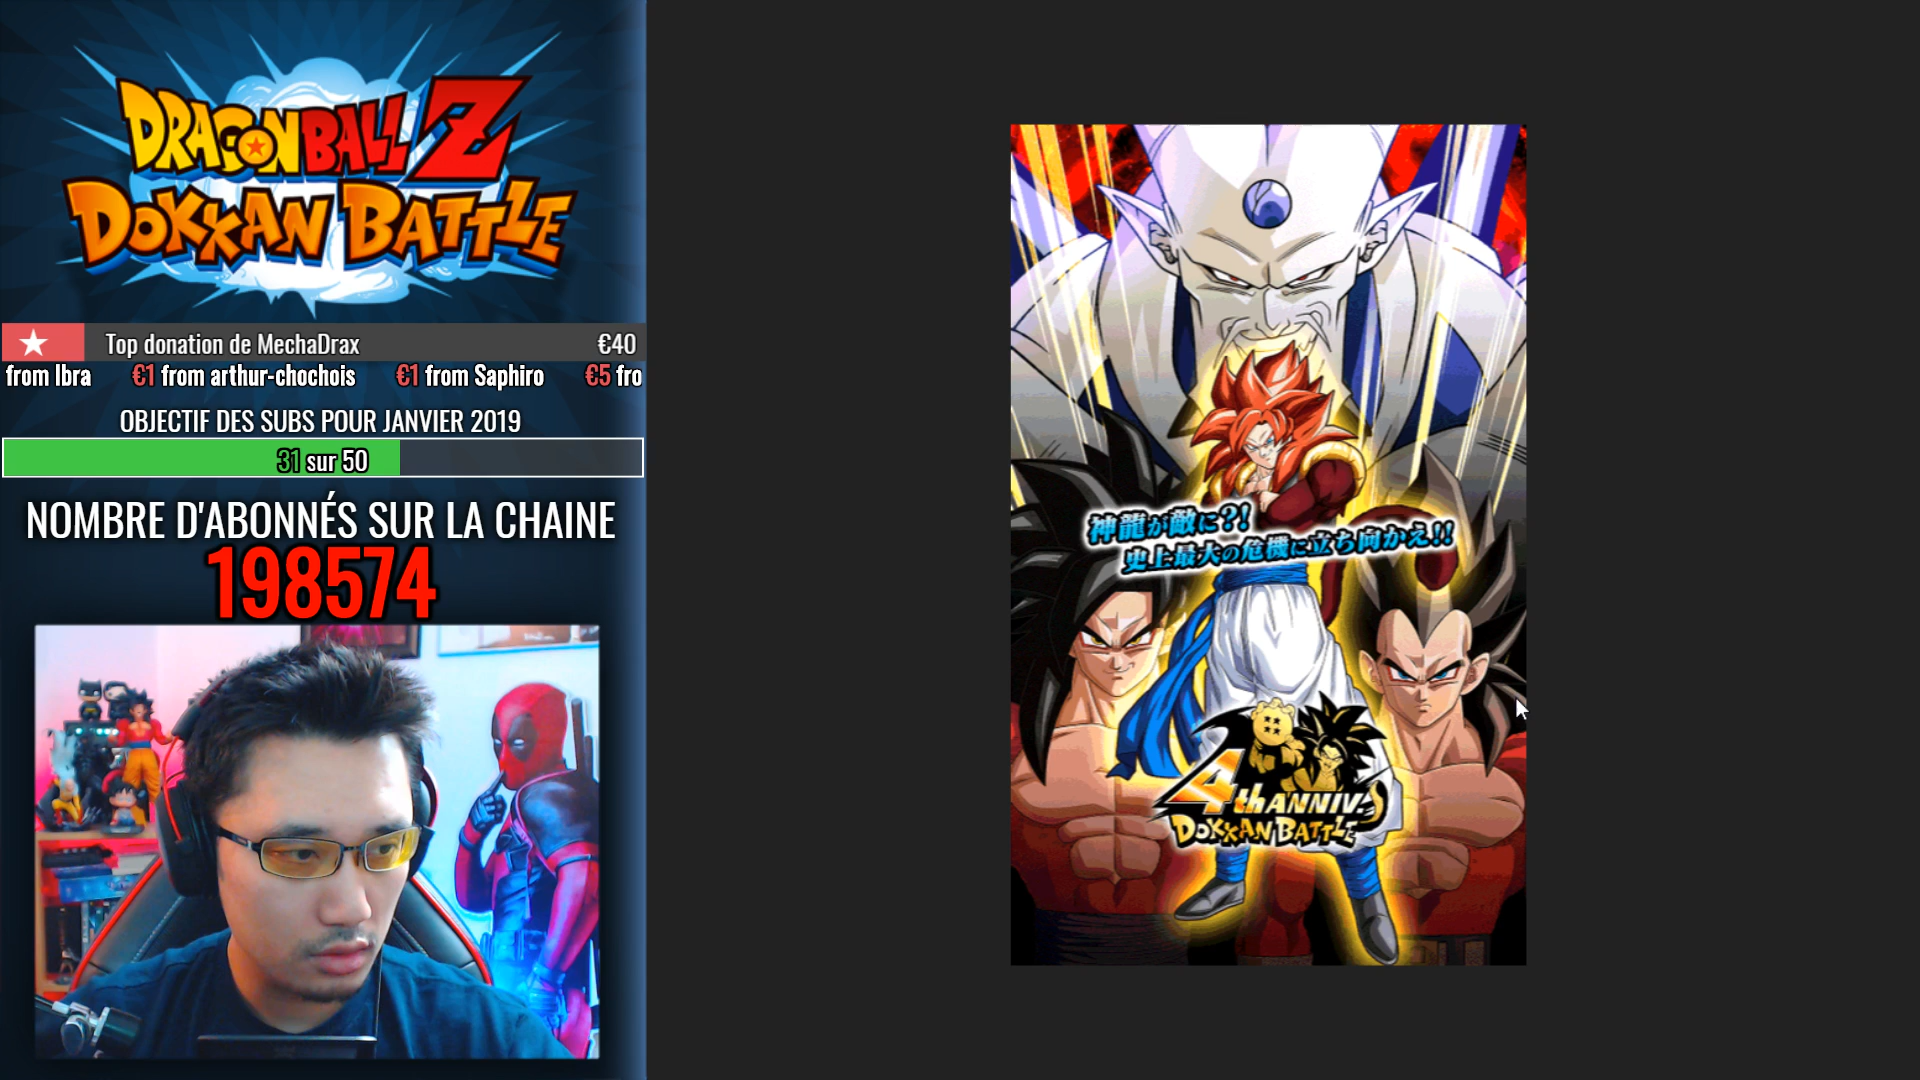 DRAGON BALL Z
DOKKAN BATTLE
Top donation de MechaDrax €40
from Ibra €1 from arthur-chochois €1 from Saphiro €5 fro
OBJECTIF DES SUBS POUR JANVIER 2019
31 sur 50
NOMBRE D'ABONNÉS SUR LA CHAINE
198574
神龍が敵に?!
史上最大の危機に立ち向かえ!!
4th ANNIV.
DOKKAN BATTLE